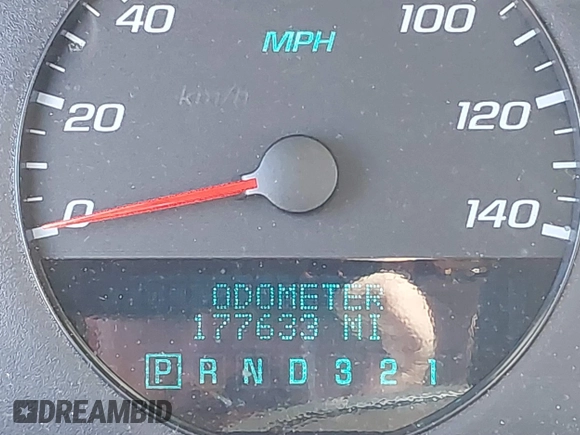 40 100
MPH
km/h
20 120
0 140
ODOMETER
177633 MI
P R N D 3 2 1
DREAMBID